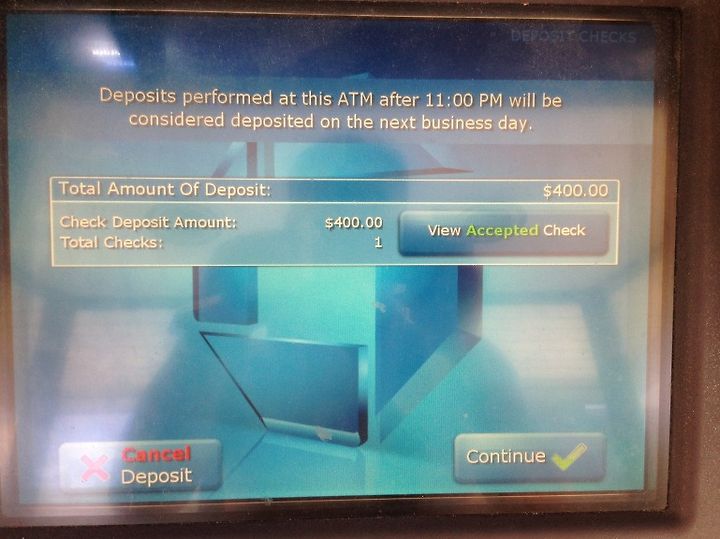 DEPOSIT CHECKS
Deposits performed at this ATM after 11:00 PM will be
considered deposited on the next business day.
Total Amount Of Deposit: $400.00
Check Deposit Amount: $400.00
Total Checks: 1
View Accepted Check
Cancel
Deposit
Continue